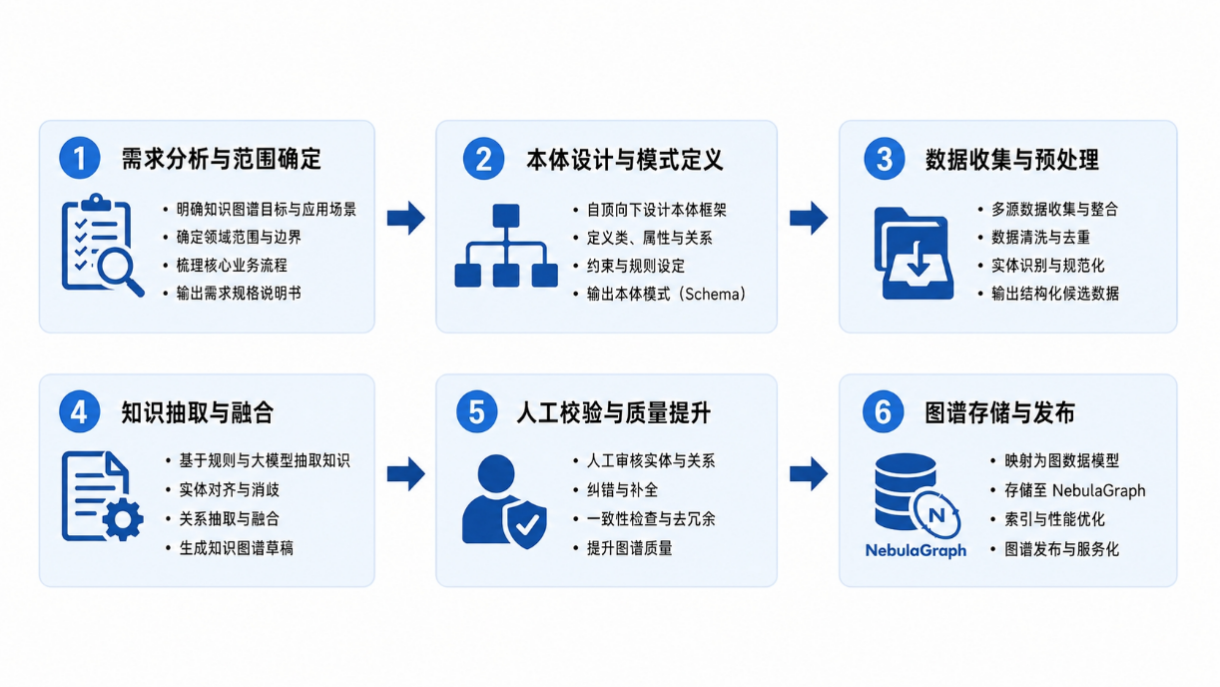 1 需求分析与范围确定
• 明确知识图谱目标与应用场景
• 确定领域范围与边界
• 梳理核心业务流程
• 输出需求规格说明书
2 本体设计与模式定义
• 自顶向下设计本体框架
• 定义类、属性与关系
• 约束与规则设定
• 输出本体模式（Schema）
3 数据收集与预处理
• 多源数据收集与整合
• 数据清洗与去重
• 实体识别与规范化
• 输出结构化候选数据
4 知识抽取与融合
• 基于规则与大模型抽取知识
• 实体对齐与消歧
• 关系抽取与融合
• 生成知识图谱草稿
5 人工校验与质量提升
• 人工审核实体与关系
• 纠错与补全
• 一致性检查与去冗余
• 提升图谱质量
6 图谱存储与发布
N
NebulaGraph
• 映射为图数据模型
• 存储至 NebulaGraph
• 索引与性能优化
• 图谱发布与服务化